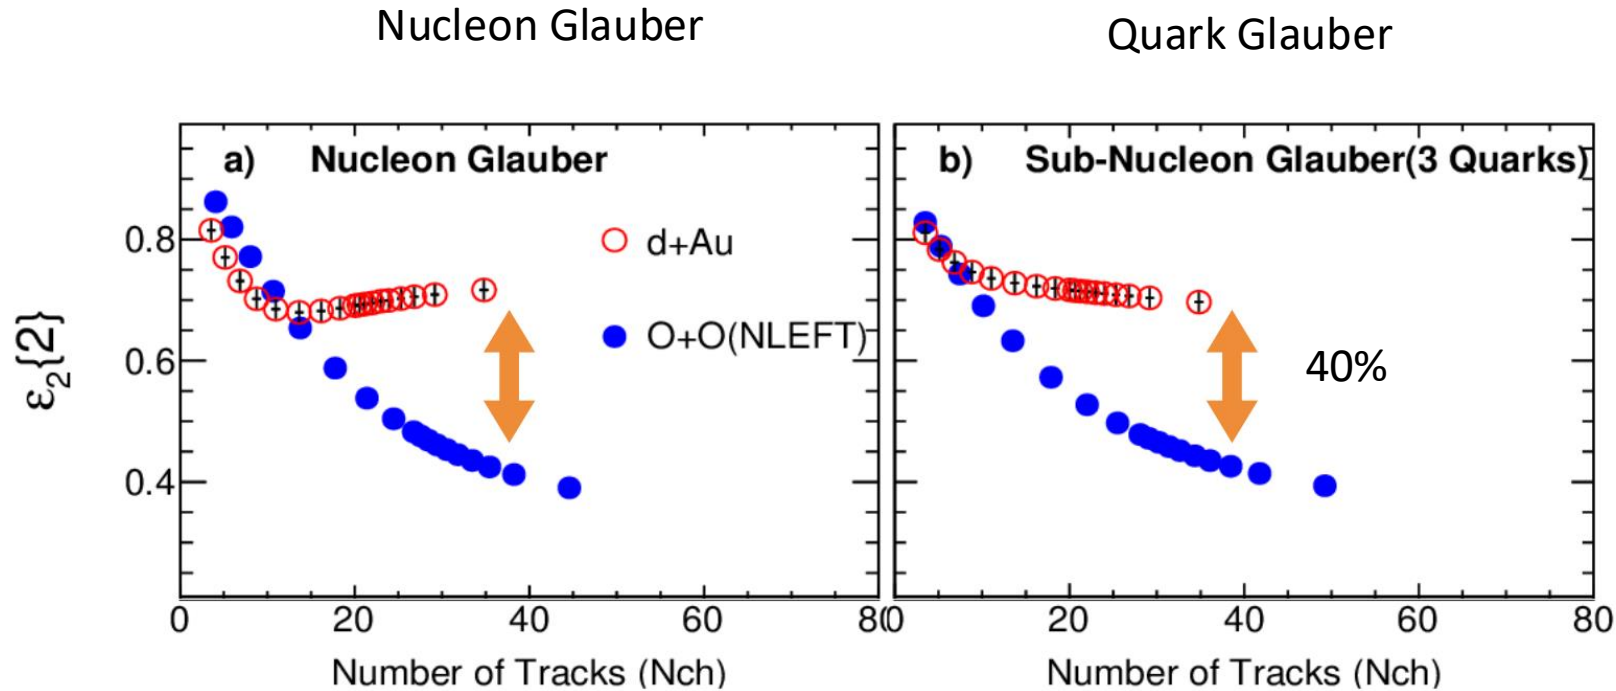 Nucleon Glauber
Quark Glauber
a) Nucleon Glauber
b) Sub-Nucleon Glauber(3 Quarks)
d+Au
O+O(NLEFT)
40%
ε2{2}
0.8
0.6
0.4
0 20 40 60 80
0 20 40 60 80
Number of Tracks (Nch)
Number of Tracks (Nch)